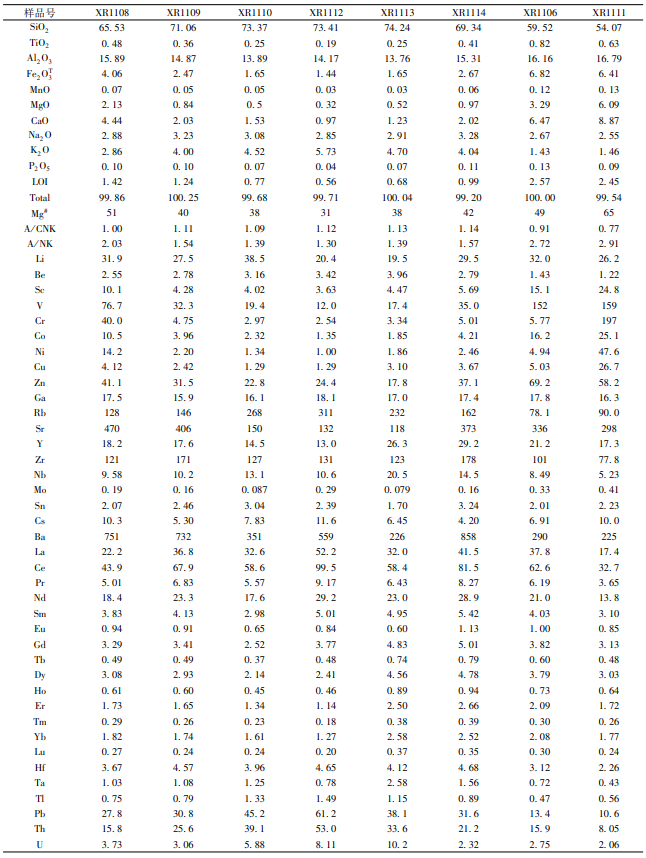 样品号 XR1108 XR1109 XR1110 XR1112 XR1113 XR1114 XR1106 XR1111
SiO2 65.53 71.06 73.37 73.41 74.24 69.34 59.52 54.07
TiO2 0.48 0.36 0.25 0.19 0.25 0.41 0.82 0.63
Al2O3 15.89 14.87 13.89 14.17 13.76 15.31 16.16 16.79
Fe2O3T 4.06 2.47 1.65 1.44 1.65 2.67 6.82 6.41
MnO 0.07 0.05 0.05 0.03 0.03 0.06 0.12 0.13
MgO 2.13 0.84 0.5 0.32 0.52 0.97 3.29 6.09
CaO 4.44 2.03 1.53 0.97 1.23 2.02 6.47 8.87
Na2O 2.88 3.23 3.08 2.85 2.91 3.28 2.67 2.55
K2O 2.86 4.00 4.52 5.73 4.70 4.04 1.43 1.46
P2O5 0.10 0.10 0.07 0.04 0.07 0.11 0.13 0.09
LOI 1.42 1.24 0.77 0.56 0.68 0.99 2.57 2.45
Total 99.86 100.25 99.68 99.71 100.04 99.20 100.00 99.54
Mg# 51 40 38 31 38 42 49 65
A/CNK 1.00 1.11 1.09 1.12 1.13 1.14 0.91 0.77
A/NK 2.03 1.54 1.39 1.30 1.39 1.57 2.72 2.91
Li 31.9 27.5 38.5 20.4 19.5 29.5 32.0 26.2
Be 2.55 2.78 3.16 3.42 3.96 2.79 1.43 1.22
Sc 10.1 4.28 4.02 3.63 4.47 5.69 15.1 24.8
V 76.7 32.3 19.4 12.0 17.4 35.0 152 159
Cr 40.0 4.75 2.97 2.54 3.34 5.01 5.77 197
Co 10.5 3.96 2.32 1.35 1.85 4.21 16.2 25.1
Ni 14.2 2.20 1.34 1.00 1.86 2.46 4.94 47.6
Cu 4.12 2.42 1.29 1.29 3.10 3.67 5.03 26.7
Zn 41.1 31.5 22.8 24.4 17.8 37.1 69.2 58.2
Ga 17.5 15.9 16.1 18.1 17.0 17.4 17.8 16.3
Rb 128 146 268 311 232 162 78.1 90.0
Sr 470 406 150 132 118 373 336 298
Y 18.2 17.6 14.5 13.0 26.3 29.2 21.2 17.3
Zr 121 171 127 131 123 178 101 77.8
Nb 9.58 10.2 13.1 10.6 20.5 14.5 8.49 5.23
Mo 0.19 0.16 0.087 0.29 0.079 0.16 0.33 0.41
Sn 2.07 2.46 3.04 2.39 1.70 3.24 2.01 2.23
Cs 10.3 5.30 7.83 11.6 6.45 4.20 6.91 10.0
Ba 751 732 351 559 226 858 290 225
La 22.2 36.8 32.6 52.2 32.0 41.5 37.8 17.4
Ce 43.9 67.9 58.6 99.5 58.4 81.5 62.6 32.7
Pr 5.01 6.83 5.57 9.17 6.43 8.27 6.19 3.65
Nd 18.4 23.3 17.6 29.2 23.0 28.9 21.0 13.8
Sm 3.83 4.13 2.98 5.01 4.95 5.42 4.03 3.10
Eu 0.94 0.91 0.65 0.84 0.60 1.13 1.00 0.85
Gd 3.29 3.41 2.52 3.77 4.83 5.01 3.82 3.13
Tb 0.49 0.49 0.37 0.48 0.74 0.79 0.60 0.48
Dy 3.08 2.93 2.14 2.41 4.56 4.78 3.79 3.03
Ho 0.61 0.60 0.45 0.46 0.89 0.94 0.73 0.64
Er 1.73 1.65 1.34 1.14 2.50 2.66 2.09 1.72
Tm 0.29 0.26 0.23 0.18 0.38 0.39 0.30 0.26
Yb 1.82 1.74 1.61 1.27 2.58 2.52 2.08 1.77
Lu 0.27 0.24 0.24 0.20 0.37 0.35 0.30 0.24
Hf 3.67 4.57 3.96 4.65 4.12 4.68 3.12 2.26
Ta 1.03 1.08 1.25 0.78 2.58 1.56 0.72 0.43
Tl 0.75 0.79 1.33 1.49 1.15 0.89 0.47 0.56
Pb 27.8 30.8 45.2 61.2 38.1 31.6 13.4 10.6
Th 15.8 25.6 39.1 53.0 33.6 21.2 15.9 8.05
U 3.73 3.06 5.88 8.11 10.2 2.32 2.75 2.06